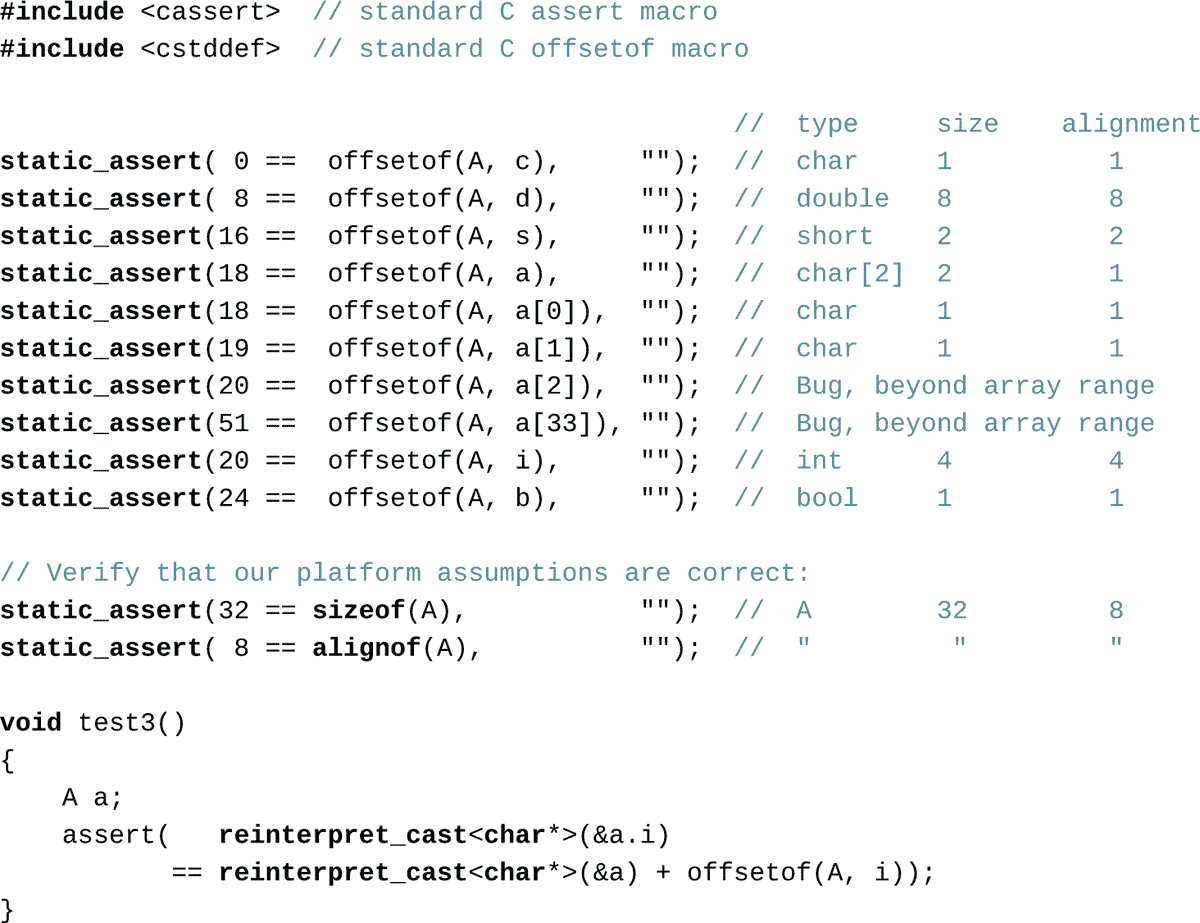 #include <cassert>  // standard C assert macro
#include <cstddef>  // standard C offsetof macro
                                               //  type     size    alignment
static_assert( 0 ==  offsetof(A, c),     "");  //  char     1          1
static_assert( 8 ==  offsetof(A, d),     "");  //  double   8          8
static_assert(16 ==  offsetof(A, s),     "");  //  short    2          2
static_assert(18 ==  offsetof(A, a),     "");  //  char[2]  2          1
static_assert(18 ==  offsetof(A, a[0]),  "");  //  char     1          1
static_assert(19 ==  offsetof(A, a[1]),  "");  //  char     1          1
static_assert(20 ==  offsetof(A, a[2]),  "");  //  Bug, beyond array range
static_assert(51 ==  offsetof(A, a[33]), "");  //  Bug, beyond array range
static_assert(20 ==  offsetof(A, i),     "");  //  int      4          4
static_assert(24 ==  offsetof(A, b),     "");  //  bool     1          1
// Verify that our platform assumptions are correct:
static_assert(32 == sizeof(A),           "");  //  A        32         8
static_assert( 8 == alignof(A),          "");  //  "         "         "
void test3()
{
    A a;
    assert(   reinterpret_cast<char*>(&a.i)
           == reinterpret_cast<char*>(&a) + offsetof(A, i));
}